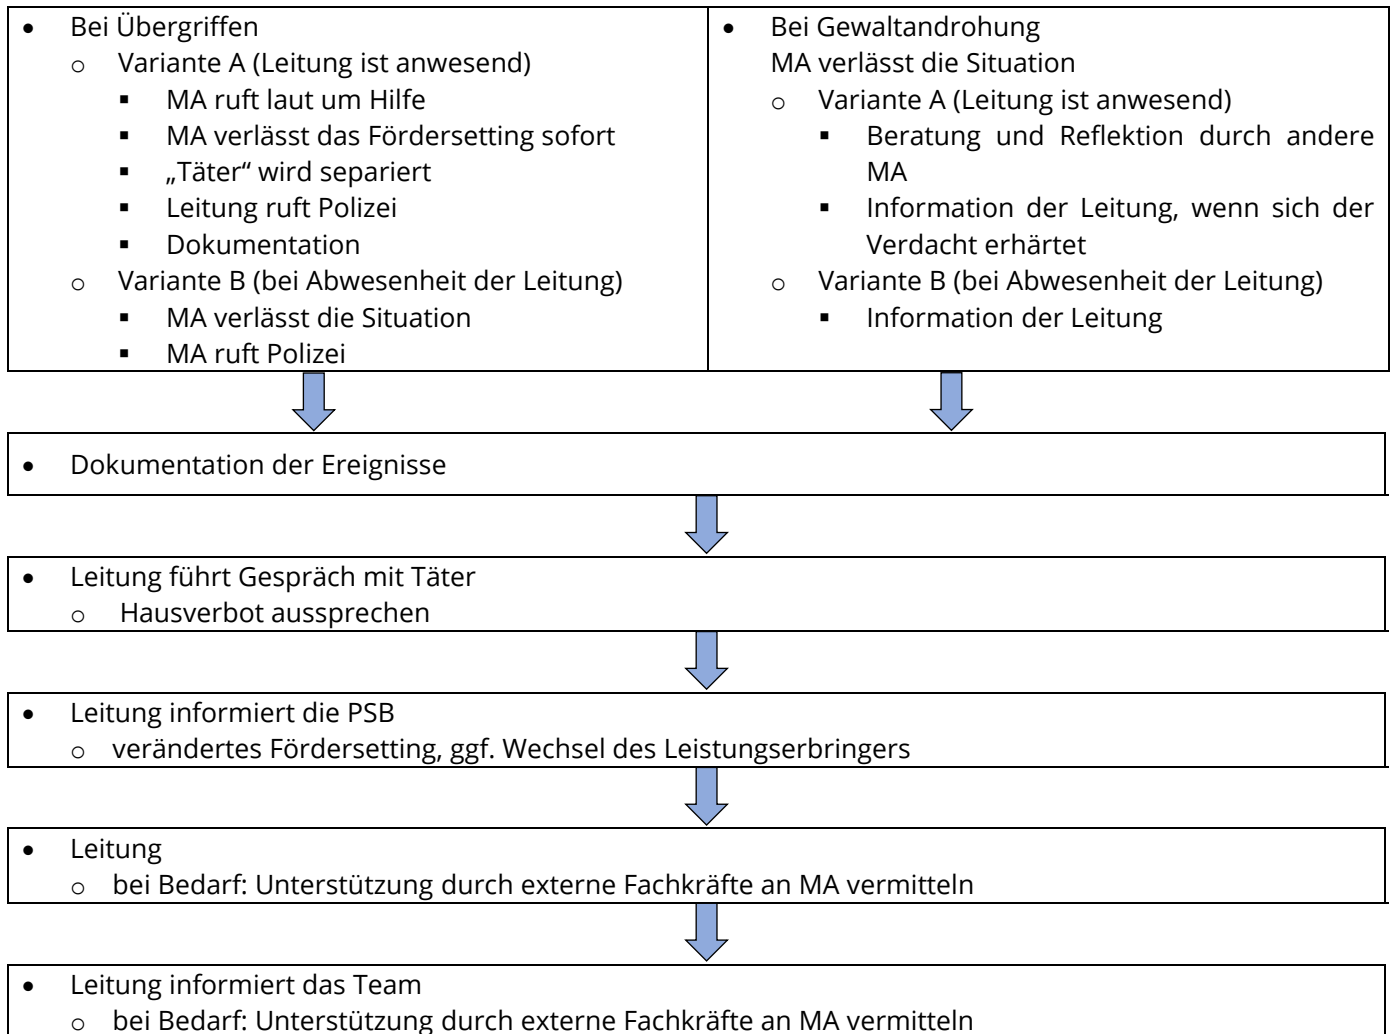 • Bei Übergriffen
o Variante A (Leitung ist anwesend)
▪ MA ruft laut um Hilfe
▪ MA verlässt das Fördersetting sofort
▪ „Täter“ wird separiert
▪ Leitung ruft Polizei
▪ Dokumentation
o Variante B (bei Abwesenheit der Leitung)
▪ MA verlässt die Situation
▪ MA ruft Polizei
• Bei Gewaltandrohung
MA verlässt die Situation
o Variante A (Leitung ist anwesend)
▪ Beratung und Reflektion durch andere
MA
▪ Information der Leitung, wenn sich der
Verdacht erhärtet
o Variante B (bei Abwesenheit der Leitung)
▪ Information der Leitung
• Dokumentation der Ereignisse
• Leitung führt Gespräch mit Täter
o Hausverbot aussprechen
• Leitung informiert die PSB
o verändertes Fördersetting, ggf. Wechsel des Leistungserbringers
• Leitung
o bei Bedarf: Unterstützung durch externe Fachkräfte an MA vermitteln
• Leitung informiert das Team
o bei Bedarf: Unterstützung durch externe Fachkräfte an MA vermitteln